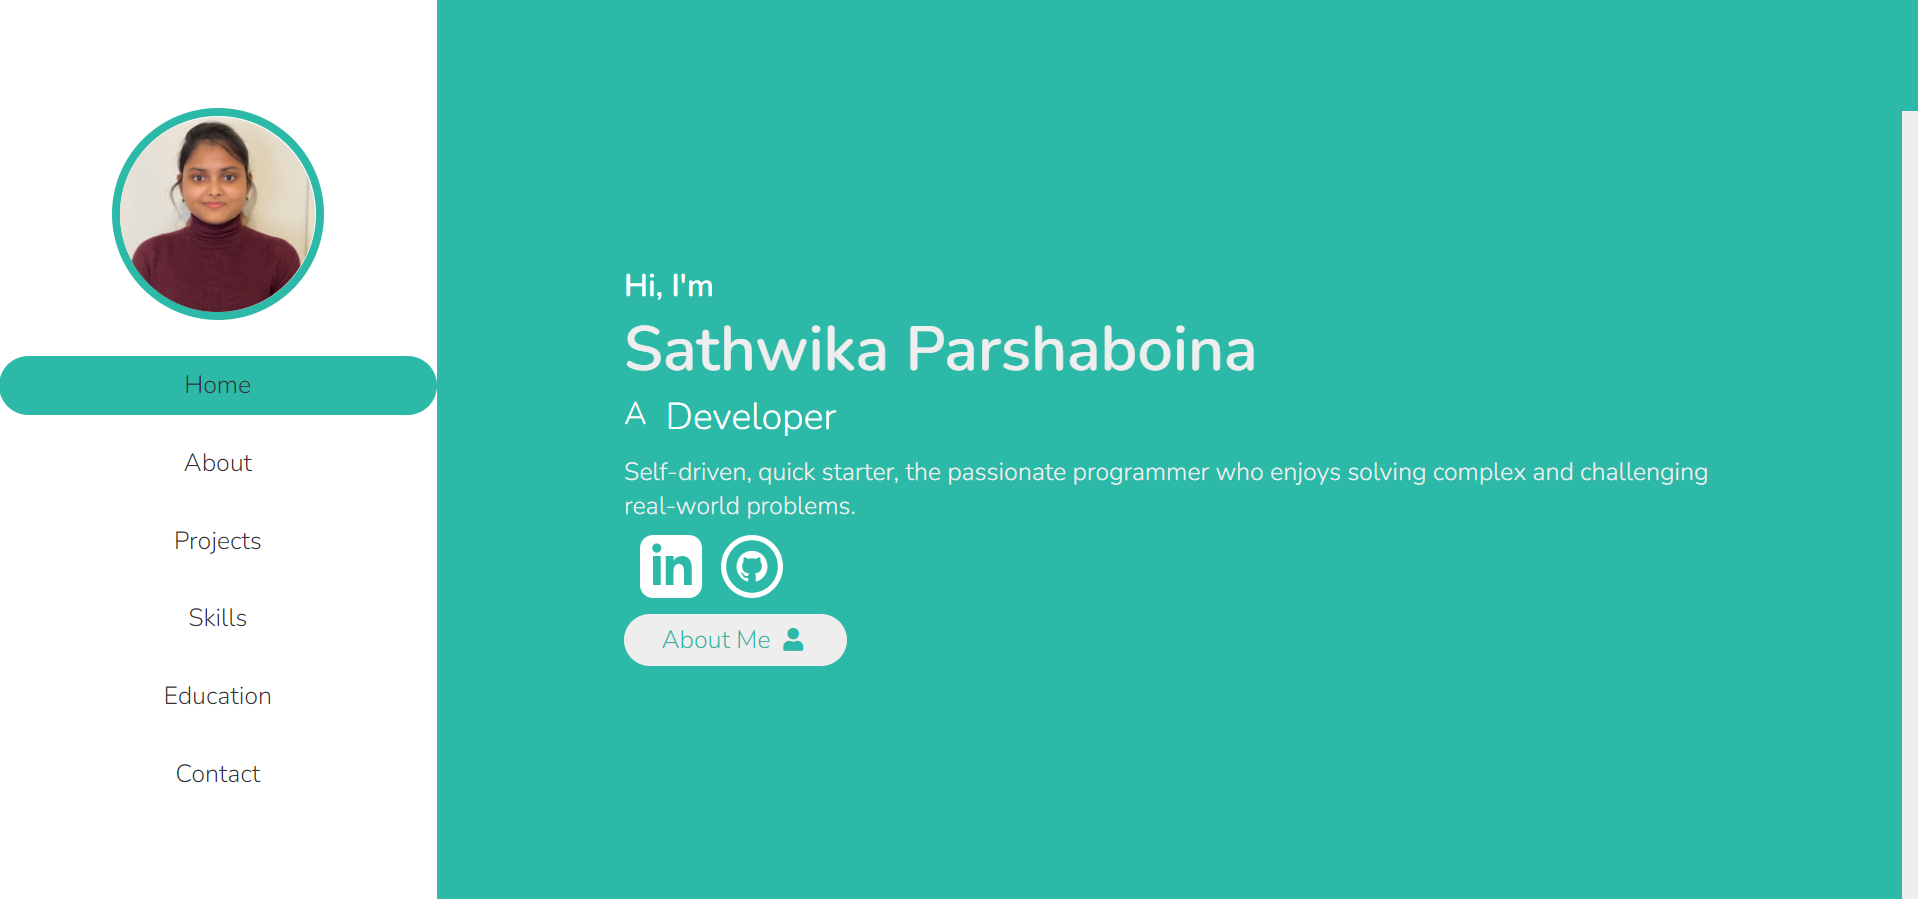 Home
About
Projects
Skills
Education
Contact
Hi, I'm
Sathwika Parshaboina
A Developer
Self-driven, quick starter, the passionate programmer who enjoys solving complex and challenging
real-world problems.
in
About Me